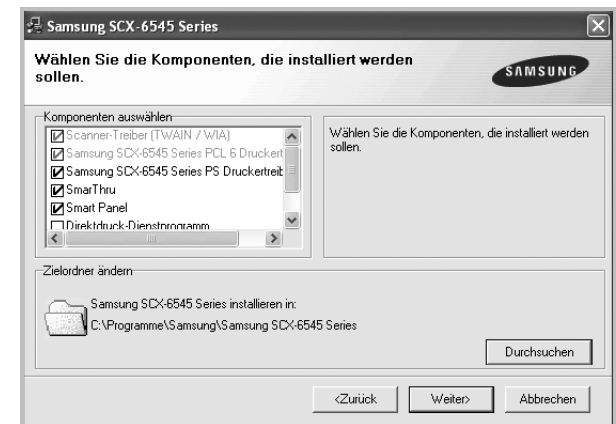 Samsung SCX-6545 Series
Wählen Sie die Komponenten, die installiert werden
sollen.
SAMSUNG
Komponenten auswählen
Scanner-Treiber (TWAIN / WIA)
Samsung SCX-6545 Series PCL 6 Druckert
Samsung SCX-6545 Series PS Druckertreib
SmarThru
Smart Panel
Direktdruck-Dienstprogramm
Wählen Sie die Komponenten, die installiert werden
sollen.
Zielordner ändern
Samsung SCX-6545 Series installieren in:
C:\Programme\Samsung\Samsung SCX-6545 Series
Durchsuchen
<Zurück
Weiter>
Abbrechen